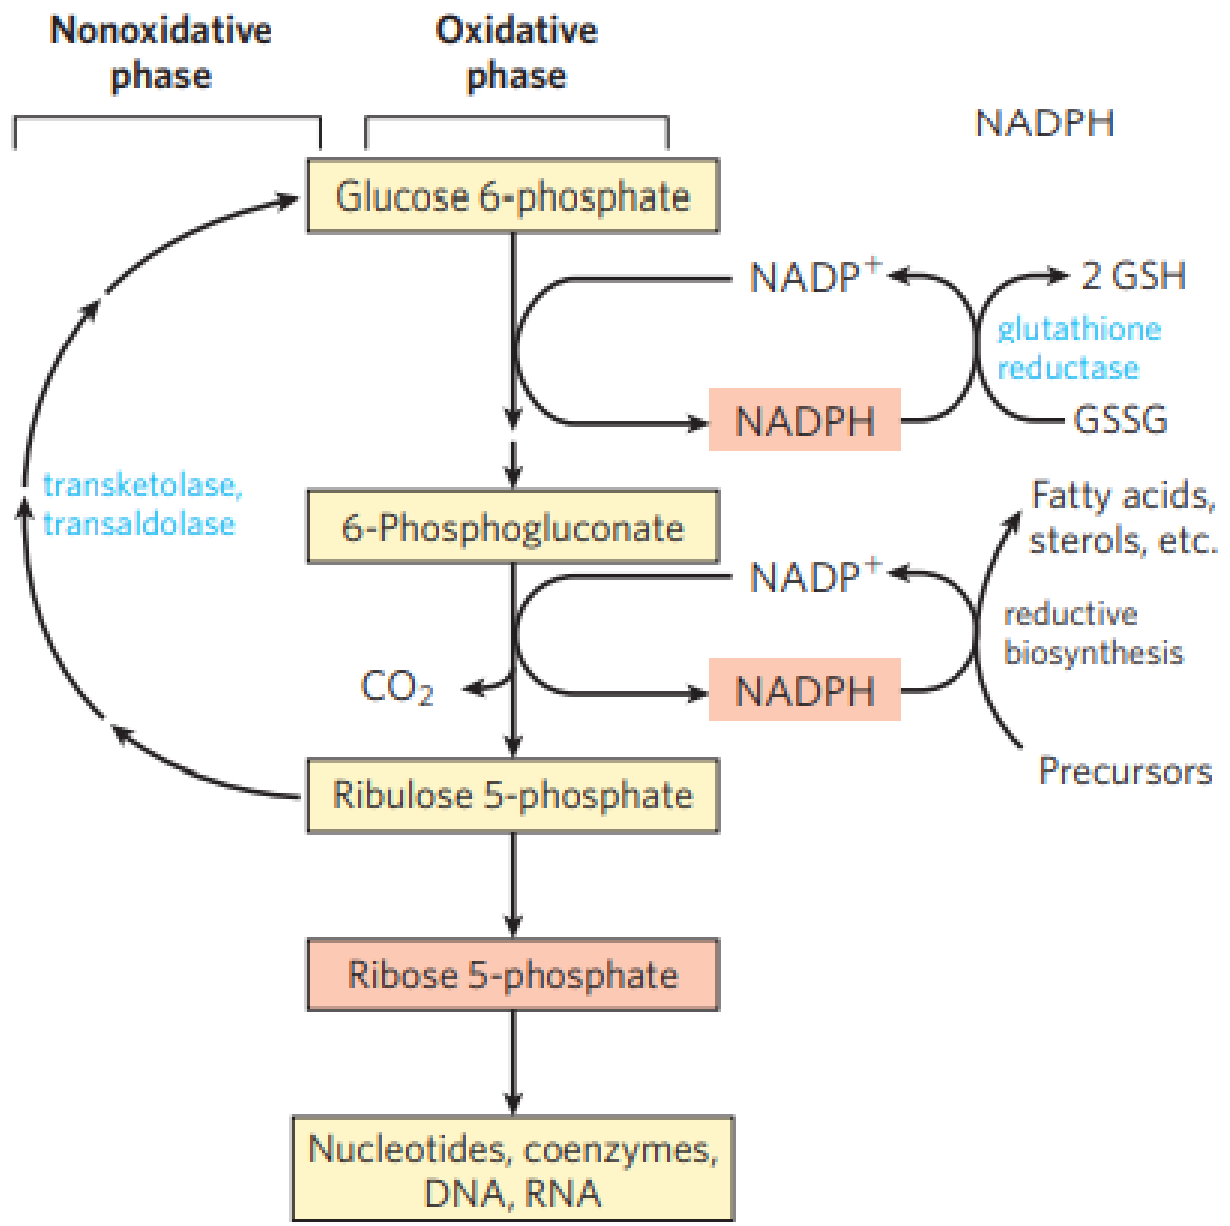 Nonoxidative
phase
Oxidative
phase
NADPH
Glucose 6-phosphate
NADP+
2 GSH
glutathione
reductase
NADPH
GSSG
transketolase,
transaldolase
6-Phosphogluconate
Fatty acids,
sterols, etc.
NADP+
reductive
biosynthesis
CO2
NADPH
Precursors
Ribulose 5-phosphate
Ribose 5-phosphate
Nucleotides, coenzymes,
DNA, RNA